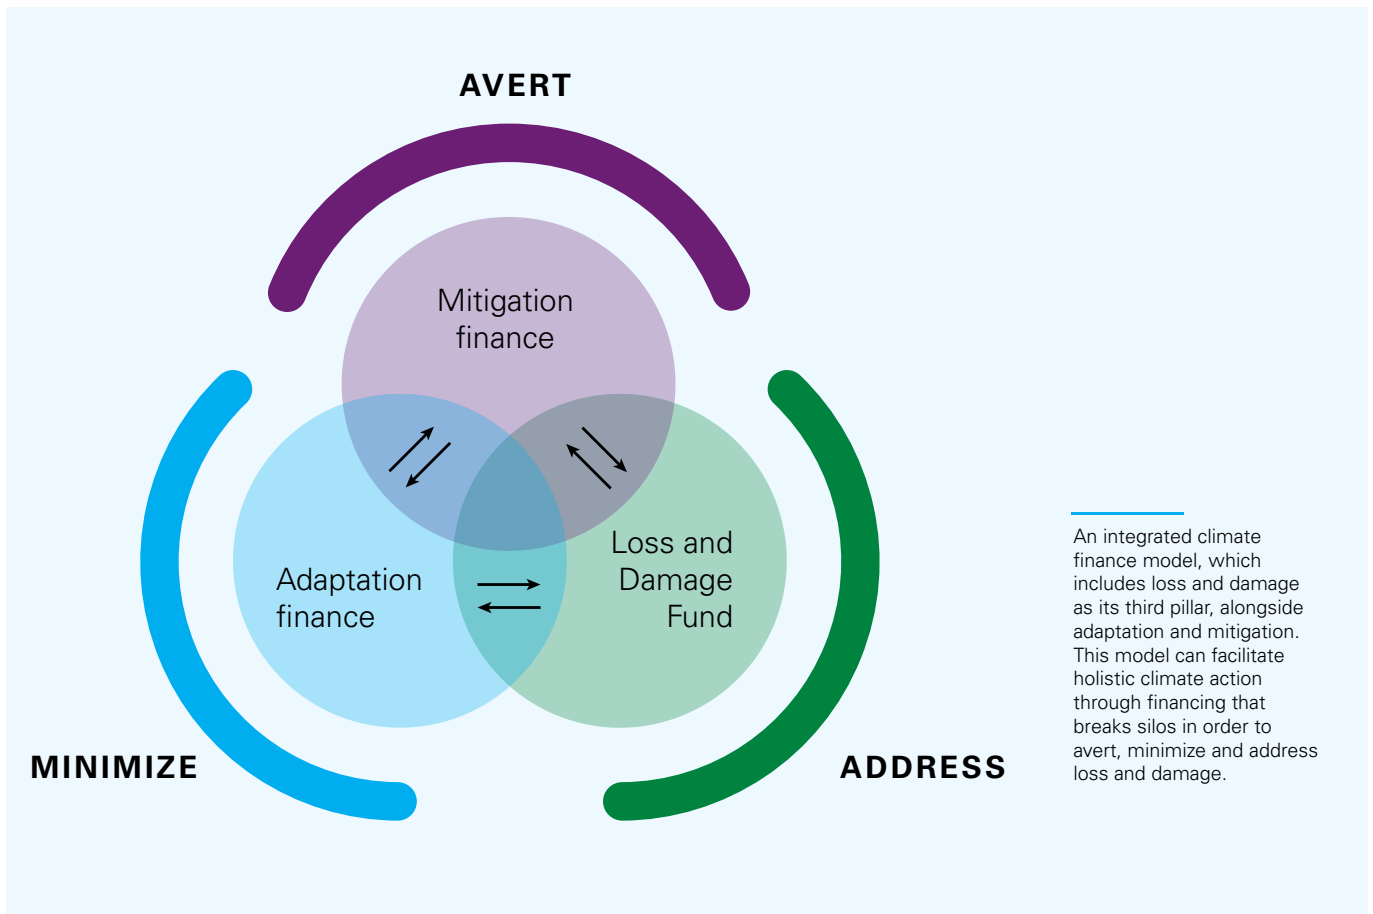 AVERT
Mitigation
finance
Adaptation
finance
Loss and
Damage
Fund
MINIMIZE
ADDRESS
An integrated climate
finance model, which
includes loss and damage
as its third pillar, alongside
adaptation and mitigation.
This model can facilitate
holistic climate action
through financing that
breaks silos in order to
avert, minimize and address
loss and damage.